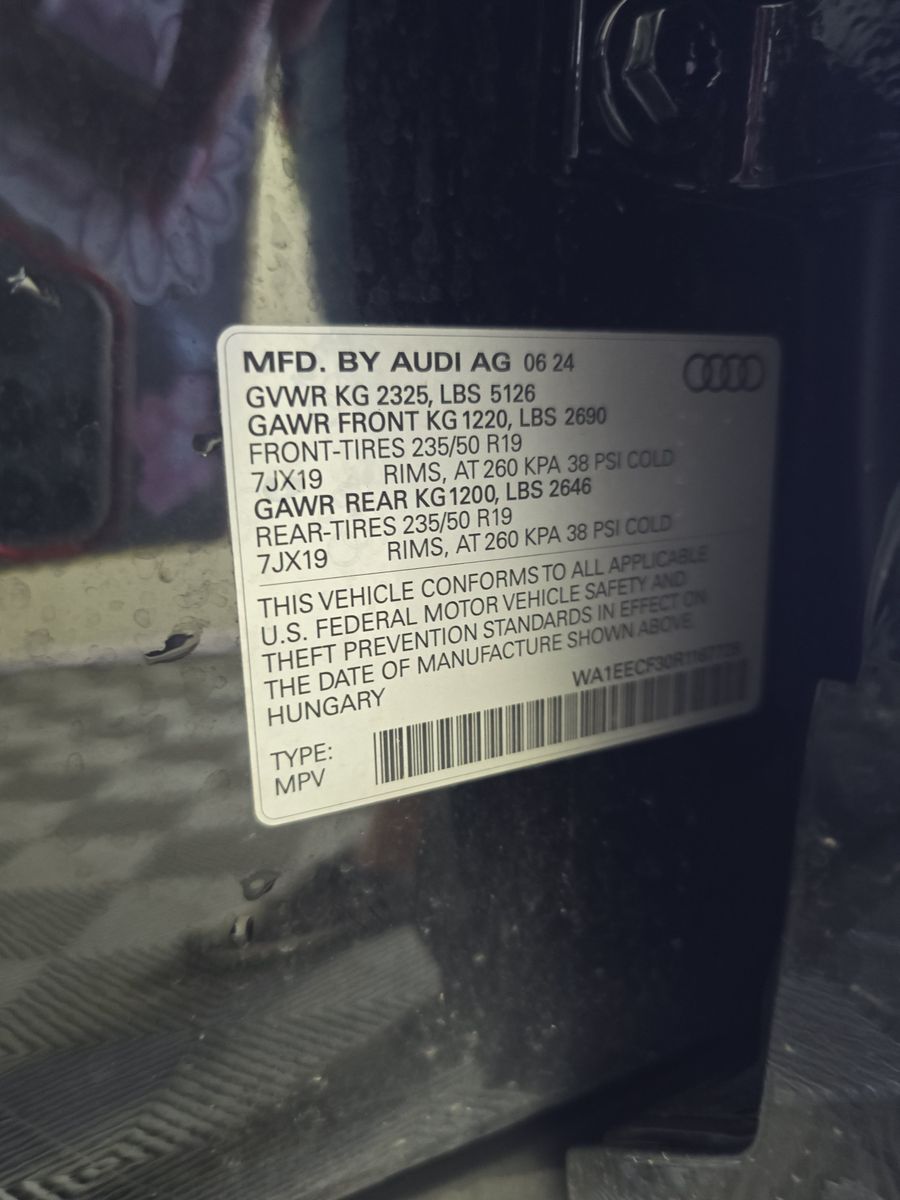 MFD. BY AUDI AG 06 24
GVWR KG 2325, LBS 5126
GAWR FRONT KG 1220, LBS 2690
FRONT-TIRES 235/50 R19
7JX19 RIMS, AT 260 KPA 38 PSI COLD
GAWR REAR KG 1200, LBS 2646
REAR-TIRES 235/50 R19
7JX19 RIMS, AT 260 KPA 38 PSI COLD
THIS VEHICLE CONFORMS TO ALL APPLICABLE
U.S. FEDERAL MOTOR VEHICLE SAFETY AND
THEFT PREVENTION STANDARDS IN EFFECT ON
THE DATE OF MANUFACTURE SHOWN ABOVE.
HUNGARY
TYPE:
MPV